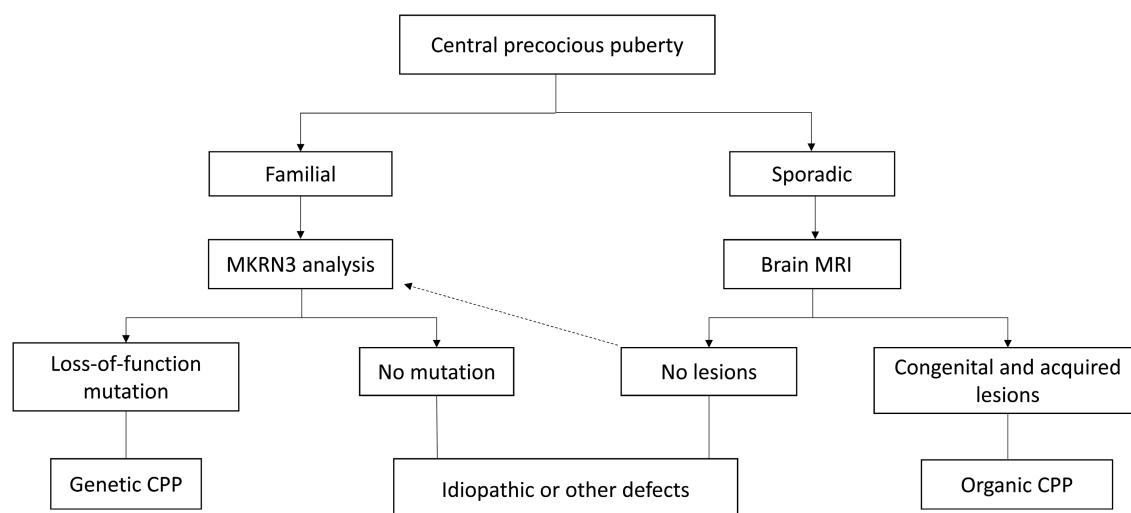 Central precocious puberty
Familial
Sporadic
MKRN3 analysis
Brain MRI
Loss-of-function
mutation
No mutation
No lesions
Congenital and acquired
lesions
Genetic CPP
Idiopathic or other defects
Organic CPP